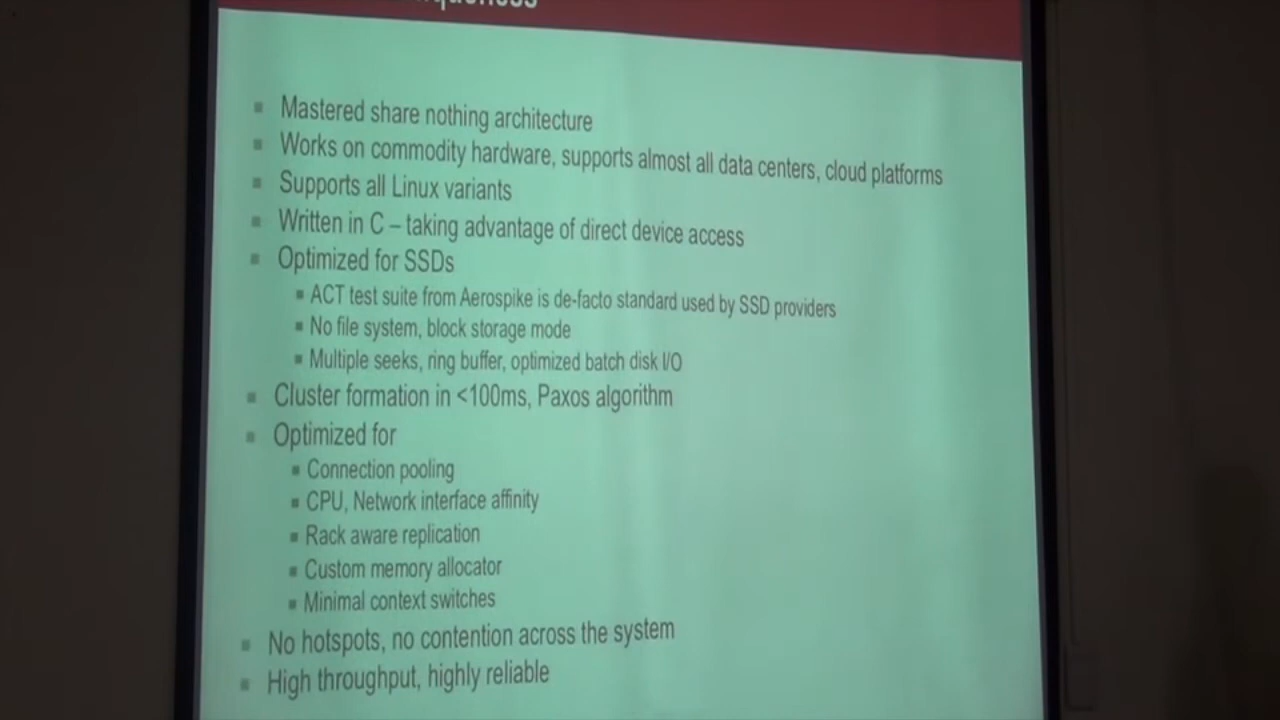 Mastered share nothing architecture
Works on commodity hardware, supports almost all data centers, cloud platforms
Supports all Linux variants
Written in C – taking advantage of direct device access
Optimized for SSDs
ACT test suite from Aerospike is de-facto standard used by SSD providers
No file system, block storage mode
Multiple seeks, ring buffer, optimized batch disk I/O
Cluster formation in <100ms, Paxos algorithm
Optimized for
Connection pooling
CPU, Network interface affinity
Rack aware replication
Custom memory allocator
Minimal context switches
No hotspots, no contention across the system
High throughput, highly reliable